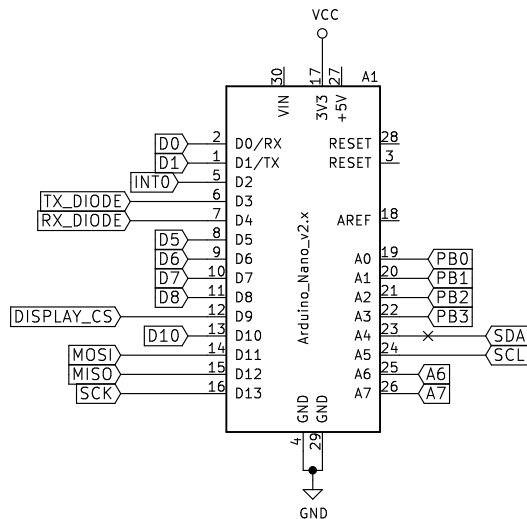 VCC
30 17 27 A1
VIN 3V3 +5V
D0 2 D0/RX RESET 28
D1 1 D1/TX RESET 3
INT0 5 D2
TX_DIODE 6 D3
RX_DIODE 7 D4 AREF 18
D5 8 D5
D6 9 D6 A0 19 PB0
D7 10 D7 A1 20 PB1
D8 11 D8 A2 21 PB2
DISPLAY_CS 12 D9 A3 22 PB3
D10 13 D10 A4 23 SDA
MOSI 14 D11 A5 24 SCL
MISO 15 D12 A6 25 A6
SCK 16 D13 A7 26 A7
Arduino_Nano_v2.x
GND GND
4 29
GND